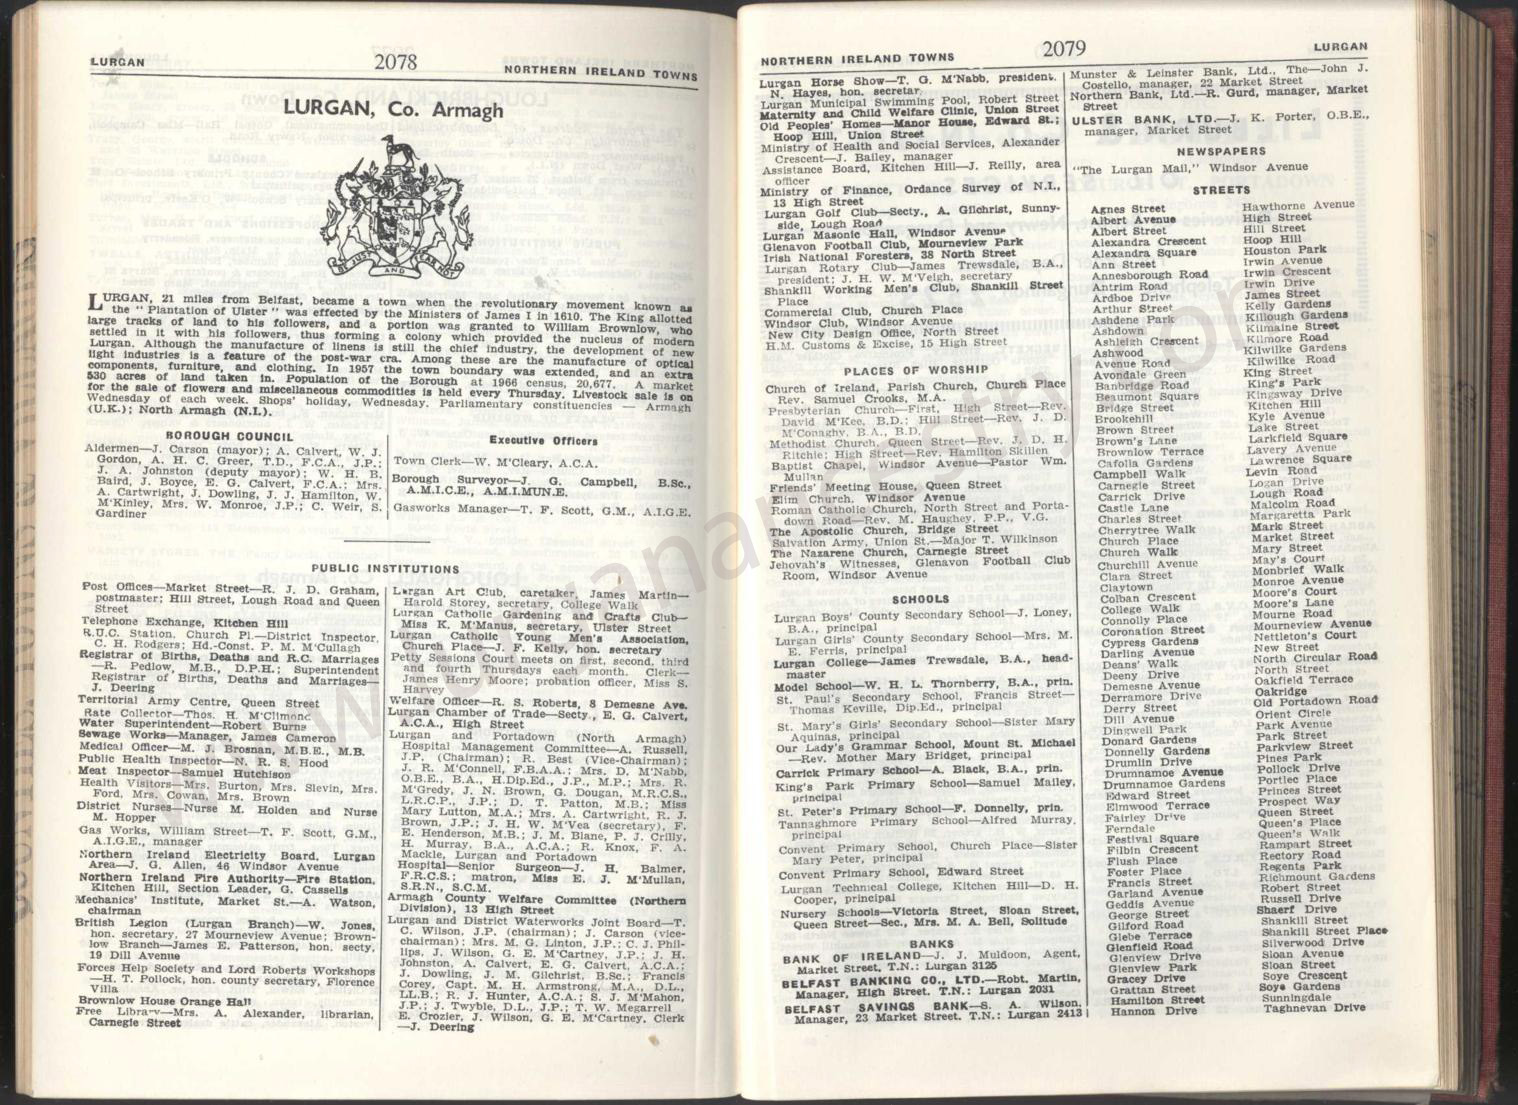 LURGAN
2078
NORTHERN IRELAND TOWNS
LURGAN, Co. Armagh
BE JUST AND FEAR NOT
LURGAN, 21 miles from Belfast, became a town when the revolutionary movement known as
the " Plantation of Ulster " was effected by the Ministers of James I in 1610. The King allotted
large tracks of land to his followers, and a portion was granted to William Brownlow, who
settled in it with his followers, thus forming a colony which provided the nucleus of modern
Lurgan. Although the manufacture of linens is still the chief industry, the development of new
light industries is a feature of the post-war era. Among these are the manufacture of optical
components, furniture, and clothing. In 1957 the town boundary was extended, and an extra
530 acres of land taken in. Population of the Borough at 1966 census, 20,677. A market
for the sale of flowers and miscellaneous commodities is held every Thursday. Livestock sale is on
Wednesday of each week. Shops' holiday, Wednesday. Parliamentary constituencies — Armagh
(U.K.); North Armagh (N.I.).
BOROUGH COUNCIL
Aldermen—J. Carson (mayor); A. Calvert, W. J.
Gordon, A. H. C. Greer, T.D., F.C.A., J.P.;
J. A. Johnston (deputy mayor); W. H. B.
Baird, J. Boyce, E. G. Calvert, F.C.A.; Mrs.
A. Cartwright, J. Dowling, J. J. Hamilton, W.
M'Kinley, Mrs. W. Monroe, J.P.; C. Weir, S.
Gardiner
Executive Officers
Town Clerk—W. M'Cleary, A.C.A.
Borough Surveyor—J. G. Campbell, B.Sc.,
A.M.I.C.E., A.M.I.MUN.E.
Gasworks Manager—T. F. Scott, G.M., A.I.G.E.
PUBLIC INSTITUTIONS
Post Offices—Market Street—R. J. D. Graham,
postmaster; Hill Street, Lough Road and Queen
Street
Telephone Exchange, Kitchen Hill
R.U.C. Station, Church Pl.—District Inspector,
C. H. Rodgers; Hd.-Const. P. M. M'Cullagh
Registrar of Births, Deaths and R.C. Marriages
—R. Pedlow, M.B., D.P.H.; Superintendent
Registrar of Births, Deaths and Marriages—
J. Deering
Territorial Army Centre, Queen Street
Rate Collector—Thos. H. M'Climond
Water Superintendent—Robert Burns
Sewage Works—Manager, James Cameron
Medical Officer—M. J. Brosnan, M.B.E., M.B.
Public Health Inspector—N. R. S. Hood
Meat Inspector—Samuel Hutchison
Health Visitors—Mrs. Burton, Mrs. Slevin, Mrs.
Ford, Mrs. Cowan, Mrs. Brown
District Nurses—Nurse M. Holden and Nurse
M. Hopper
Gas Works, William Street—T. F. Scott, G.M.,
A.I.G.E., manager
Northern Ireland Electricity Board, Lurgan
Area—J. G. Allen, 46 Windsor Avenue
Northern Ireland Fire Authority—Fire Station,
Kitchen Hill, Section Leader, G. Cassells
Mechanics' Institute, Market St.—A. Watson,
chairman
British Legion (Lurgan Branch)—W. Jones,
hon. secretary, 27 Mourneview Avenue; Brown-
low Branch—James E. Patterson, hon. secty,
19 Dill Avenue
Forces Help Society and Lord Roberts Workshops
—H. T. Pollock, hon. county secretary, Florence
Villa
Brownlow House Orange Hall
Free Library—Mrs. A. Alexander, librarian,
Carnegie Street
Lurgan Art Club, caretaker, James Martin—
Harold Storey, secretary, College Walk
Lurgan Catholic Gardening and Crafts Club—
Miss K. M'Manus, secretary, Ulster Street
Lurgan Catholic Young Men's Association,
Church Place—J. F. Kelly, hon. secretary
Petty Sessions Court meets on first, second, third
and fourth Thursdays each month. Clerk—
James Henry Moore; probation officer, Miss S.
Harvey
Welfare Officer—R. S. Roberts, 8 Demesne Ave.
Lurgan Chamber of Trade—Secty., E. G. Calvert,
A.C.A., High Street
Lurgan and Portadown (North Armagh)
Hospital Management Committee—A. Russell,
J.P. (Chairman); R. Best (Vice-Chairman);
J. R. M'Connell, F.B.A.A.; Mrs. D. M'Nabb,
O.B.E., B.A., H.Dip.Ed., J.P., M.P.; Mrs. R.
M'Gredy, J. N. Brown, G. Dougan, M.R.C.S.,
L.R.C.P., J.P.; D. T. Patton, M.B.; Miss
Mary Lutton, M.A.; Mrs. A. Cartwright, R. J.
Brown, J.P.; J. H. W. M'Vea (secretary), F.
E. Henderson, M.B.; J. M. Blane, P. J. Crilly,
H. Murray, B.A., A.C.A.; R. Knox, F. A.
Mackle, Lurgan and Portadown
Hospital—Senior Surgeon—J. H. Balmer,
F.R.C.S.; matron, Miss E. J. M'Mullan,
S.R.N., S.C.M.
Armagh County Welfare Committee (Northern
Division), 13 High Street
Lurgan and District Waterworks Joint Board—T.
C. Wilson, J.P. (chairman); J. Carson (vice-
chairman); Mrs. M. G. Linton, J.P.; C. J. Phil-
lips, J. Wilson, G. E. M'Cartney, J.P.; J. H.
Johnston, A. Calvert, E. G. Calvert, A.C.A.;
J. Dowling, J. M. Gilchrist, B.Sc.; Francis
Corey, Capt. M. H. Armstrong, M.A., D.L.,
LL.B.; R. J. Hunter, A.C.A.; S. J. M'Mahon,
J.P.; J. Twyble, D.L., J.P.; T. W. Megarrell
E. Crozier, J. Wilson, G. E. M'Cartney, Clerk
—J. Deering
NORTHERN IRELAND TOWNS
2079
LURGAN
Lurgan Horse Show—T. G. M'Nabb, president.
N. Hayes, hon. secretary
Lurgan Municipal Swimming Pool, Robert Street
Maternity and Child Welfare Clinic, Union Street
Old Peoples' Homes—Manor House, Edward St.;
Hoop Hill, Union Street
Ministry of Health and Social Services, Alexander
Crescent—J. Bailey, manager
Assistance Board, Kitchen Hill—J. Reilly, area
officer
Ministry of Finance, Ordance Survey of N.I.,
13 High Street
Lurgan Golf Club—Secty., A. Gilchrist, Sunny-
side, Lough Road
Lurgan Masonic Hall, Windsor Avenue
Glenavon Football Club, Mourneview Park
Irish National Foresters, 38 North Street
Lurgan Rotary Club—James Trewsdale, B.A.,
president; J. H. W. M'Veigh, secretary
Shankill Working Men's Club, Shankill Street
Place
Commercial Club, Church Place
Windsor Club, Windsor Avenue
New City Design Office, North Street
H.M. Customs & Excise, 15 High Street
PLACES OF WORSHIP
Church of Ireland, Parish Church, Church Place
Rev. Samuel Crooks, M.A.
Presbyterian Church—First, High Street—Rev.
David M'Kee, B.D.; Hill Street—Rev. J. D.
M'Conaghy, B.A., B.D.
Methodist Church, Queen Street—Rev. J. D. H.
Ritchie; High Street—Rev. Hamilton Skillen
Baptist Chapel, Windsor Avenue—Pastor Wm.
Mullan
Friends' Meeting House, Queen Street
Elim Church, Windsor Avenue
Roman Catholic Church, North Street and Porta-
down Road—Rev. M. Haughey, P.P., V.G.
The Apostolic Church, Bridge Street
Salvation Army, Union St.—Major T. Wilkinson
The Nazarene Church, Carnegie Street
Jehovah's Witnesses, Glenavon Football Club
Room, Windsor Avenue
SCHOOLS
Lurgan Boys' County Secondary School—J. Loney,
B.A., principal
Lurgan Girls' County Secondary School—Mrs. M.
E. Ferris, principal
Lurgan College—James Trewsdale, B.A., head-
master
Model School—W. H. L. Thornberry, B.A., prin.
St. Paul's Secondary School, Francis Street—
Thomas Keville, Dip.Ed., principal
St. Mary's Girls' Secondary School—Sister Mary
Aquinas, principal
Our Lady's Grammar School, Mount St. Michael
—Rev. Mother Mary Bridget, principal
Carrick Primary School—A. Black, B.A., prin.
King's Park Primary School—Samuel Mailey,
principal
St. Peter's Primary School—F. Donnelly, prin.
Tannaghmore Primary School—Alfred Murray,
principal
Convent Primary School, Church Place—Sister
Mary Peter, principal
Convent Primary School, Edward Street
Lurgan Technical College, Kitchen Hill—D. H.
Cooper, principal
Nursery Schools—Victoria Street, Sloan Street,
Queen Street—Sec., Mrs. M. A. Bell, Solitude
BANKS
BANK OF IRELAND—J. J. Muldoon, Agent,
Market Street, T.N.: Lurgan 3126
BELFAST BANKING CO., LTD.—Robt. Martin,
Manager, High Street. T.N.: Lurgan 2031
BELFAST SAVINGS BANK—S. A. Wilson,
Manager, 23 Market Street. T.N.: Lurgan 2413
Munster & Leinster Bank, Ltd., The—John J.
Costello, manager, 22 Market Street
Northern Bank, Ltd.—R. Gurd, manager, Market
Street
ULSTER BANK, LTD.—J. K. Porter, O.B.E.,
manager, Market Street
NEWSPAPERS
"The Lurgan Mail," Windsor Avenue
STREETS
Agnes Street
Albert Avenue
Albert Street
Alexandra Crescent
Alexandra Square
Ann Street
Annesborough Road
Antrim Road
Ardboe Drive
Arthur Street
Ashdene Park
Ashdown
Ashleigh Crescent
Ashwood
Avenue Road
Avondale Green
Banbridge Road
Beaumont Square
Bridge Street
Brookehill
Brown Street
Brown's Lane
Brownlow Terrace
Cafolla Gardens
Campbell Walk
Carnegie Street
Carrick Drive
Castle Lane
Charles Street
Cherrytree Walk
Church Place
Church Walk
Churchill Avenue
Clara Street
Claytown
Colban Crescent
College Walk
Connolly Place
Coronation Street
Cypress Gardens
Darling Avenue
Deans' Walk
Deeny Drive
Demesne Avenue
Derramore Drive
Derry Street
Dill Avenue
Dingwell Park
Donard Gardens
Donnelly Gardens
Drumlin Drive
Drumnamoe Avenue
Drumnamoe Gardens
Edward Street
Elmwood Terrace
Fairley Drive
Ferndale
Festival Square
Filbin Crescent
Flush Place
Foster Place
Francis Street
Garland Avenue
Geddis Avenue
George Street
Gilford Road
Glebe Terrace
Glenfield Road
Glenview Drive
Glenview Park
Gracey Drive
Grattan Street
Hamilton Street
Hannon Drive
Hawthorne Avenue
High Street
Hill Street
Hoop Hill
Houston Park
Irwin Avenue
Irwin Crescent
Irwin Drive
James Street
Kelly Gardens
Killough Gardens
Kilmaine Street
Kilmore Road
Kilwilke Gardens
Kilwilke Road
King Street
King's Park
Kingsway Drive
Kitchen Hill
Kyle Avenue
Lake Street
Larkfield Square
Lavery Avenue
Lawrence Square
Levin Road
Logan Drive
Lough Road
Malcolm Road
Margaretta Park
Mark Street
Market Street
Mary Street
May's Court
Monbrief Walk
Monroe Avenue
Moore's Court
Moore's Lane
Mourne Road
Mourneview Avenue
Nettleton's Court
New Street
North Circular Road
North Street
Oakfield Terrace
Oakridge
Old Portadown Road
Orient Circle
Park Avenue
Park Street
Parkview Street
Pines Park
Pollock Drive
Portlec Place
Princes Street
Prospect Way
Queen Street
Queen's Place
Queen's Walk
Rampart Street
Rectory Road
Regents Park
Richmount Gardens
Robert Street
Russell Drive
Shaerf Drive
Shankill Street
Shankill Street Place
Silverwood Drive
Sloan Avenue
Sloan Street
Soye Crescent
Soye Gardens
Sunningdale
Taghnevan Drive